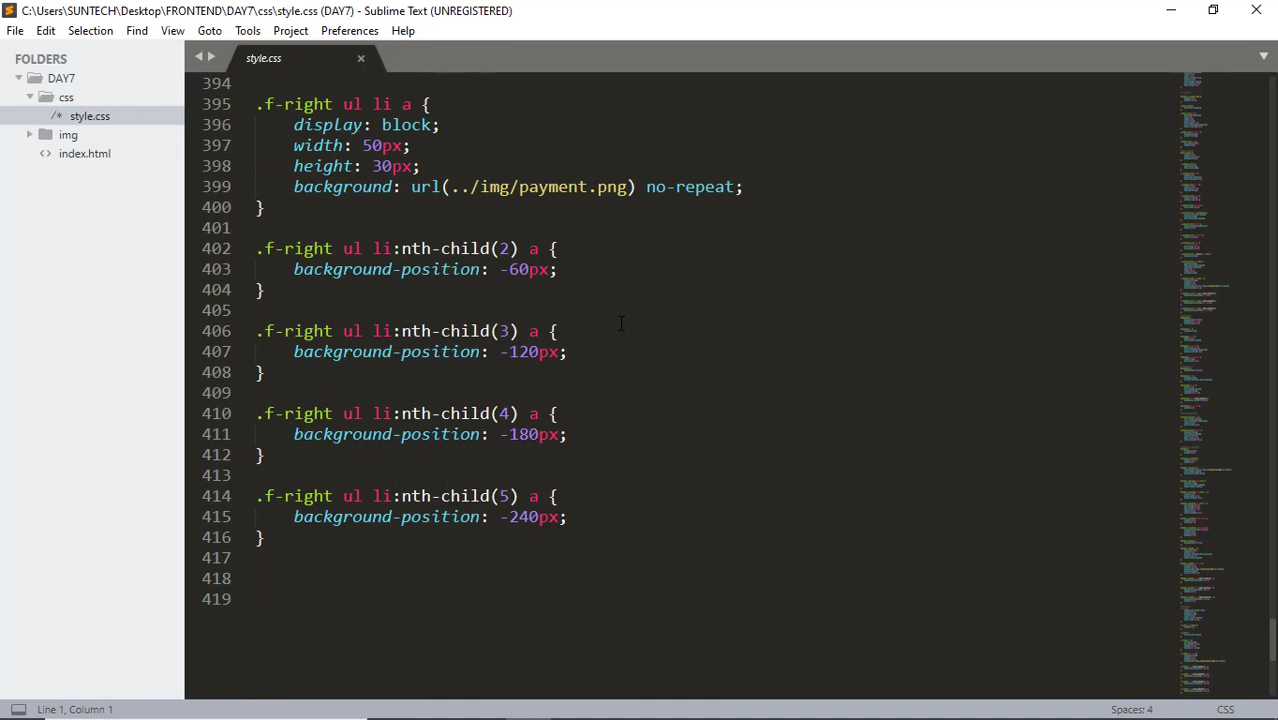 C:\Users\SUNTECH\Desktop\FRONTEND\DAY7\css\style.css (DAY7) - Sublime Text (UNREGISTERED)
File Edit Selection Find View Goto Tools Project Preferences Help
FOLDERS
DAY7
css
/* style.css
img
<> index.html
style.css ×
394
395 .f-right ul li a {
396     display: block;
397     width: 50px;
398     height: 30px;
399     background: url(../img/payment.png) no-repeat;
400 }
401
402 .f-right ul li:nth-child(2) a {
403     background-position: -60px;
404 }
405
406 .f-right ul li:nth-child(3) a {
407     background-position: -120px;
408 }
409
410 .f-right ul li:nth-child(4) a {
411     background-position: -180px;
412 }
413
414 .f-right ul li:nth-child(5) a {
415     background-position: -240px;
416 }
417
418
419
Line 1, Column 1
Spaces: 4
CSS